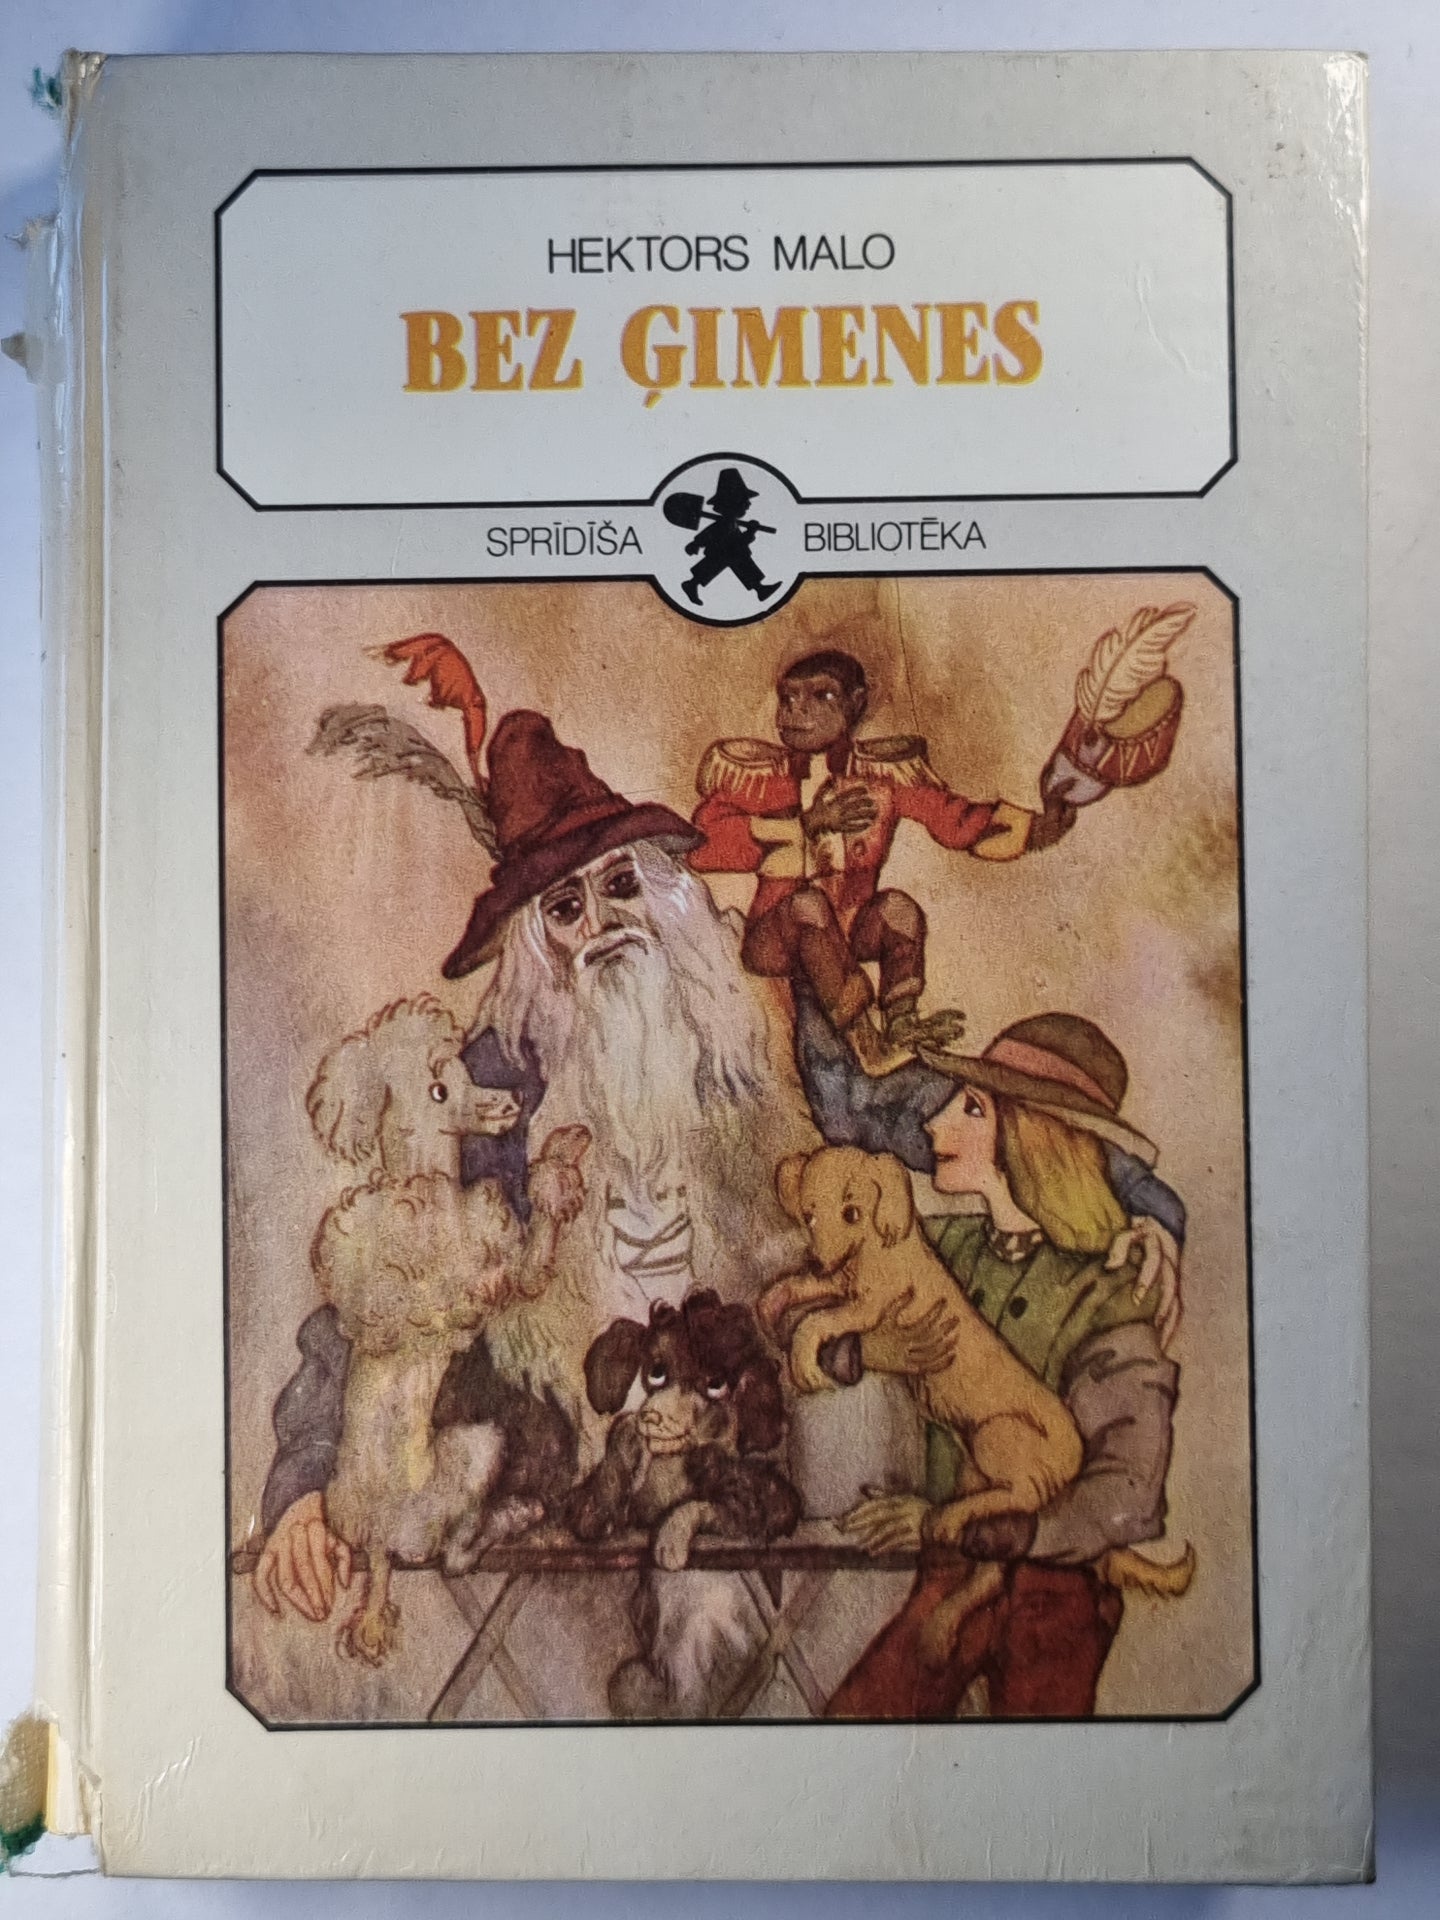 HEKTORS MALO
BEZ ĢIMENES
SPRĪDĪŠA BIBLIOTĒKA